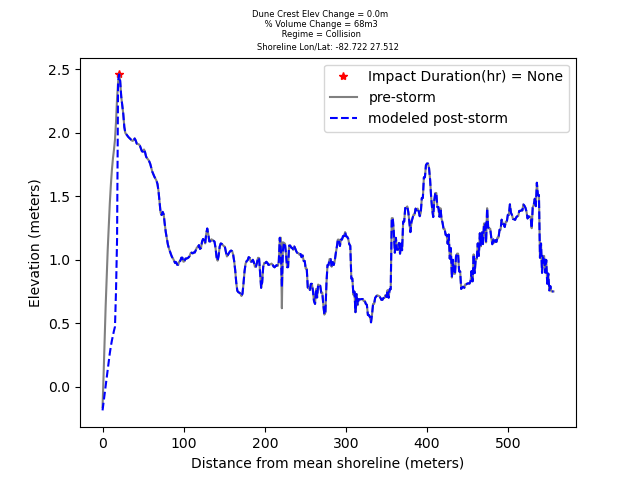 Dune Crest Elev Change = 0.0m
% Volume Change = 68m3
Regime = Collision
Shoreline Lon/Lat: -82.722 27.512
Impact Duration(hr) = None
pre-storm
modeled post-storm
Elevation (meters)
2.5
2.0
1.5
1.0
0.5
0.0
0 100 200 300 400 500
Distance from mean shoreline (meters)